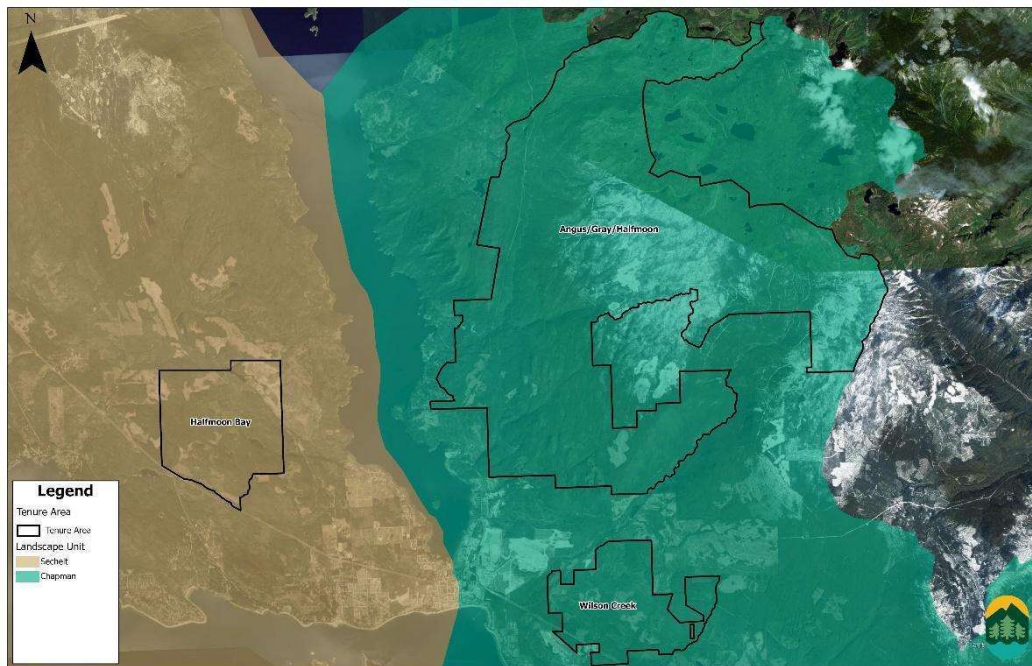 N
Angus/Gray/Halfmoon
Halfmoon Bay
Wilson Creek
Legend
Tenure Area
Tenure Area
Landscape Unit
Sechelt
Chapman